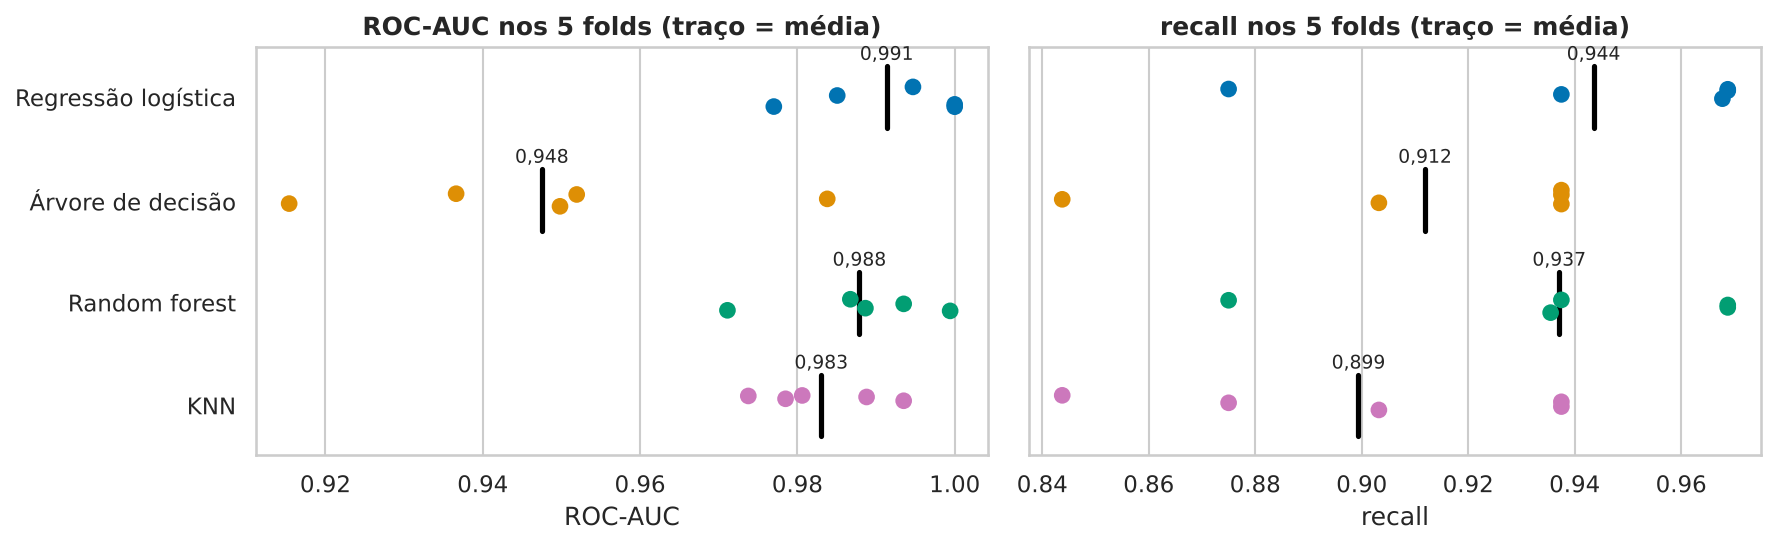 ROC-AUC nos 5 folds (traço = média)
Regressão logística
Árvore de decisão
Random forest
KNN
0,991
0,948
0,988
0,983
0.92 0.94 0.96 0.98 1.00
ROC-AUC
recall nos 5 folds (traço = média)
0,944
0,912
0,937
0,899
0.84 0.86 0.88 0.90 0.92 0.94 0.96
recall